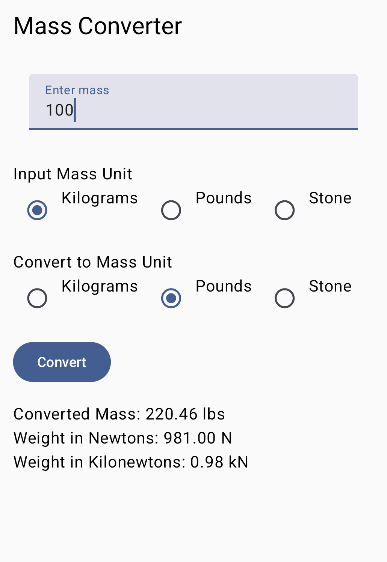 Mass Converter
Enter mass
100
Input Mass Unit
Kilograms Pounds Stone
Convert to Mass Unit
Kilograms Pounds Stone
Convert
Converted Mass: 220.46 lbs
Weight in Newtons: 981.00 N
Weight in Kilonewtons: 0.98 kN